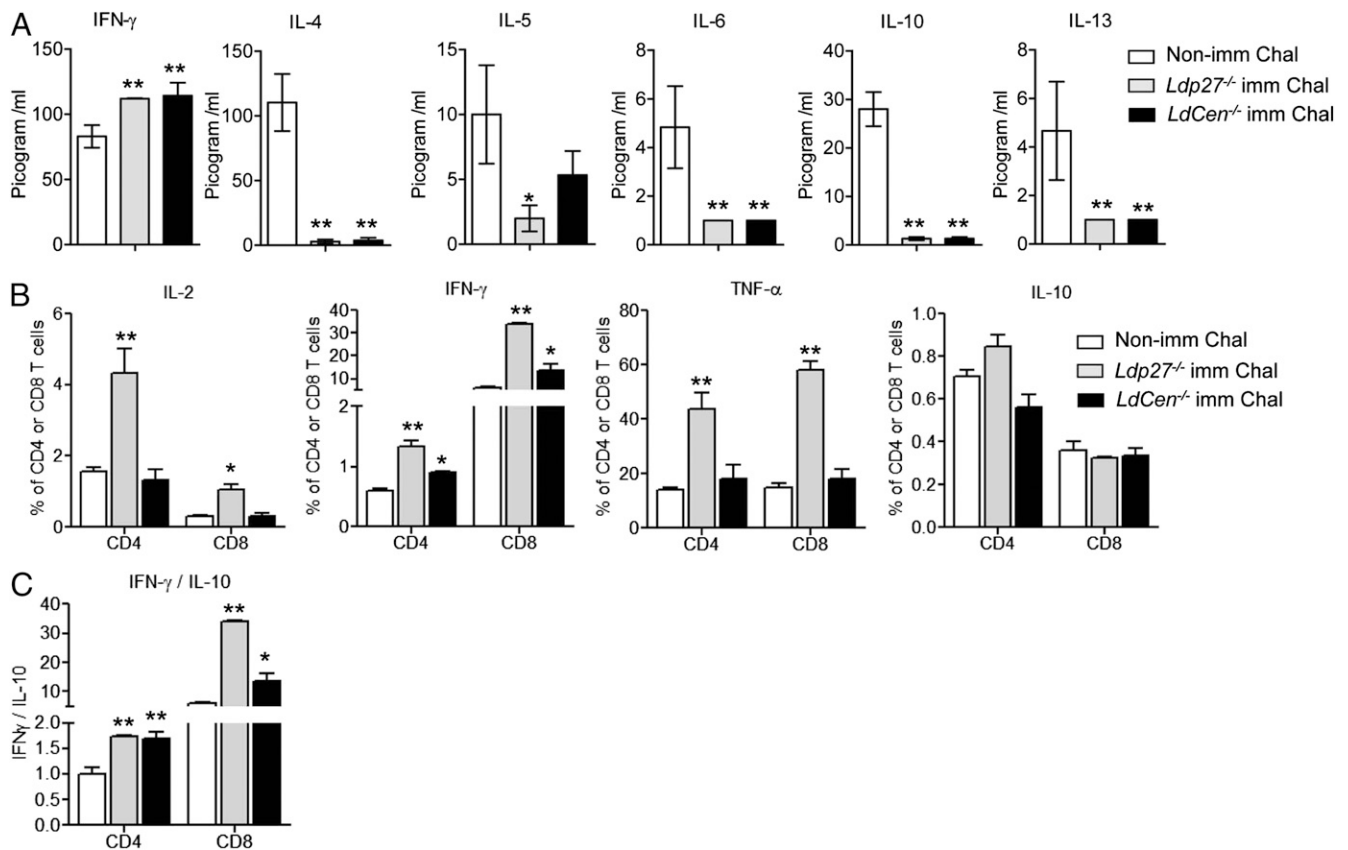 A
IFN-γ
IL-4
IL-5
IL-6
IL-10
IL-13
Picogram /ml
150
100
50
0
** **
Picogram /ml
150
100
50
0
** **
Picogram /ml
15
10
5
0
*
Picogram /ml
8
6
4
2
0
** **
Picogram /ml
40
30
20
10
0
** **
Picogram /ml
8
6
4
2
0
** **
Non-imm Chal
Ldp27-/- imm Chal
LdCen-/- imm Chal
B
IL-2
IFN-γ
TNF-α
IL-10
% of CD4 or CD8 T cells
6
4
2
0
**
*
CD4 CD8
% of CD4 or CD8 T cells
40
30
20
10
2
1
0
** *
** *
CD4 CD8
% of CD4 or CD8 T cells
80
60
40
20
0
**
**
CD4 CD8
% of CD4 or CD8 T cells
1.0
0.8
0.6
0.4
0.2
0.0
CD4 CD8
Non-imm Chal
Ldp27-/- imm Chal
LdCen-/- imm Chal
C
IFN-γ / IL-10
IFNγ / IL-10
40
30
20
10
2.0
1.5
1.0
0.5
0.0
** **
** *
CD4 CD8